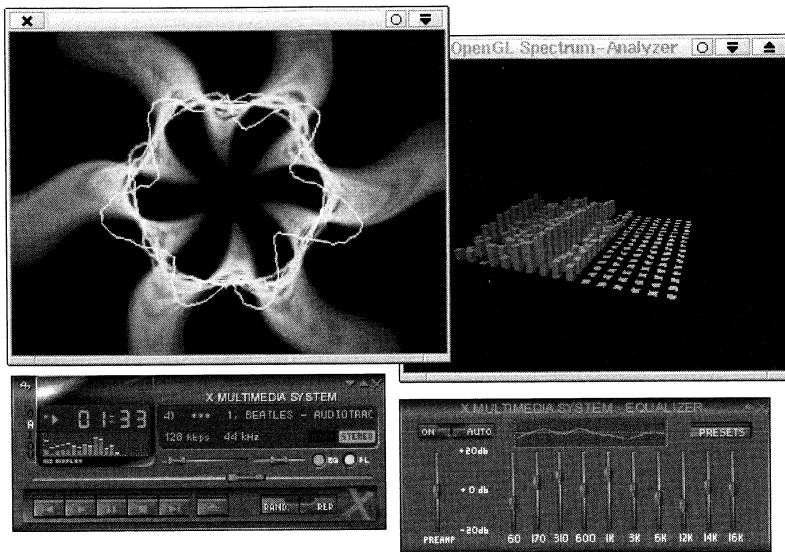 OpenGL Spectrum-Analyzer
X MULTIMEDIA SYSTEM
01:33
*** 1. BEATLES - AUDIOTRAC
128 kbps 44 kHz STEREO
EQ PL
RAND REP
X MULTIMEDIA SYSTEM - EQUALIZER
ON AUTO PRESETS
+20db
+0 db
-20db
PREAMP 60 170 310 600 1K 3K 6K 12K 14K 16K